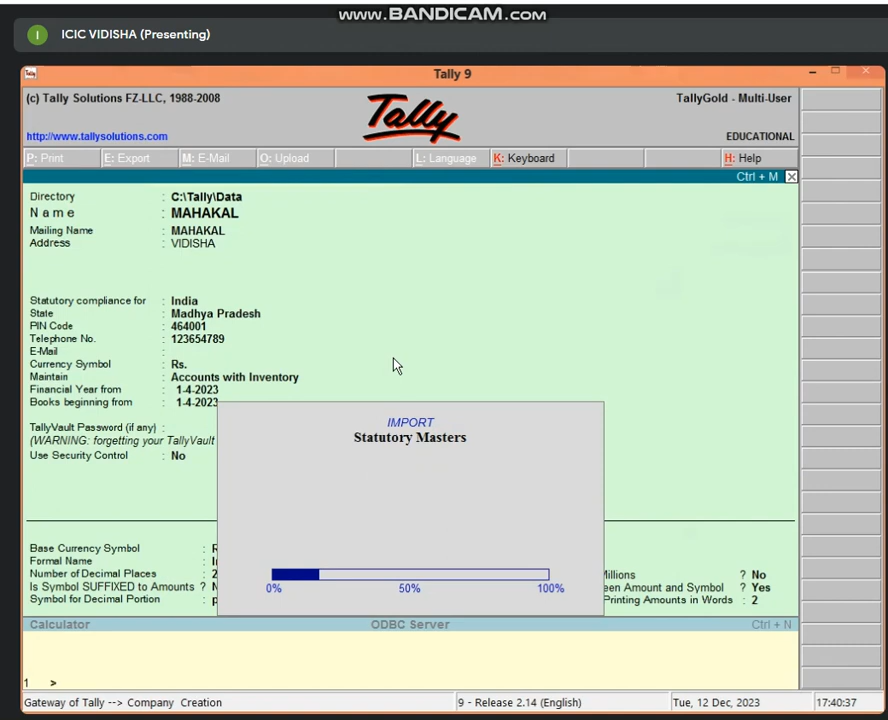 www.BANDICAM.com
I ICIC VIDISHA (Presenting)
Tally Tally 9
(c) Tally Solutions FZ-LLC, 1988-2008 Tally TallyGold - Multi-User
http://www.tallysolutions.com EDUCATIONAL
P: Print E: Export M: E-Mail O: Upload L: Language K: Keyboard H: Help
Ctrl + M
Directory : C:\Tally\Data
Name : MAHAKAL
Mailing Name : MAHAKAL
Address : VIDISHA
Statutory compliance for : India
State : Madhya Pradesh
PIN Code : 464001
Telephone No. : 123654789
E-Mail :
Currency Symbol : Rs.
Maintain : Accounts with Inventory
Financial Year from : 1-4-2023
Books beginning from : 1-4-2023
TallyVault Password (if any) :
(WARNING: forgetting your TallyVault
Use Security Control : No
IMPORT
Statutory Masters
0% 50% 100%
Base Currency Symbol : R
Formal Name : I
Number of Decimal Places : 2 Millions ? No
Is Symbol SUFFIXED to Amounts ? N een Amount and Symbol ? Yes
Symbol for Decimal Portion : p Printing Amounts in Words : 2
Calculator ODBC Server Ctrl + N
1 >
Gateway of Tally --> Company Creation 9 - Release 2.14 (English) Tue, 12 Dec, 2023 17:40:37